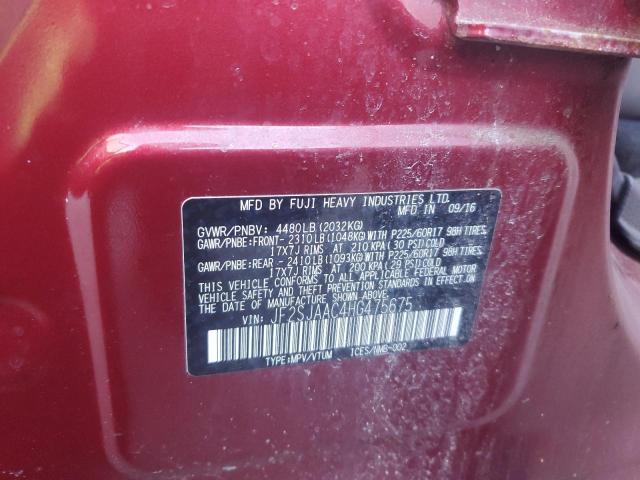 MFD BY FUJI HEAVY INDUSTRIES LTD.
MFD IN 09/16
GVWR/PNBV: 4480LB(2032KG)
GAWR/PNBE:FRONT- 2310LB(1048KG)WITH P225/60R17 98H TIRES
17X7J RIMS AT 210 KPA(30 PSI)COLD
GAWR/PNBE:REAR -2410LB(1093KG)WITH P225/60R17 98H TIRES
17X7J RIMS AT 200 KPA(29 PSI)COLD
THIS VEHICLE CONFORMS TO ALL APPLICABLE FEDERAL MOTOR
VEHICLE SAFETY, BUMPER, AND THEFT PREVENTION
STANDARDS IN EFFECT ON THE DATE OF MANUFACTURE
SHOWN ABOVE.
VIN: JF2SJAAC4HG475675
TYPE:MPV/VTUM ICES/NMB-002